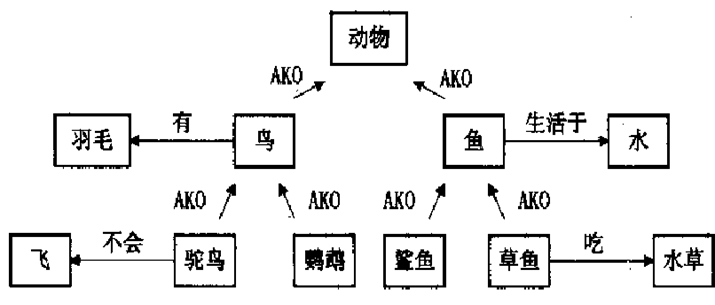 动物
AKO AKO
羽毛 有 鸟 鱼 生活于 水
AKO AKO AKO AKO
飞 不会 驼鸟 鹦鹉 鲨鱼 草鱼 吃 水草